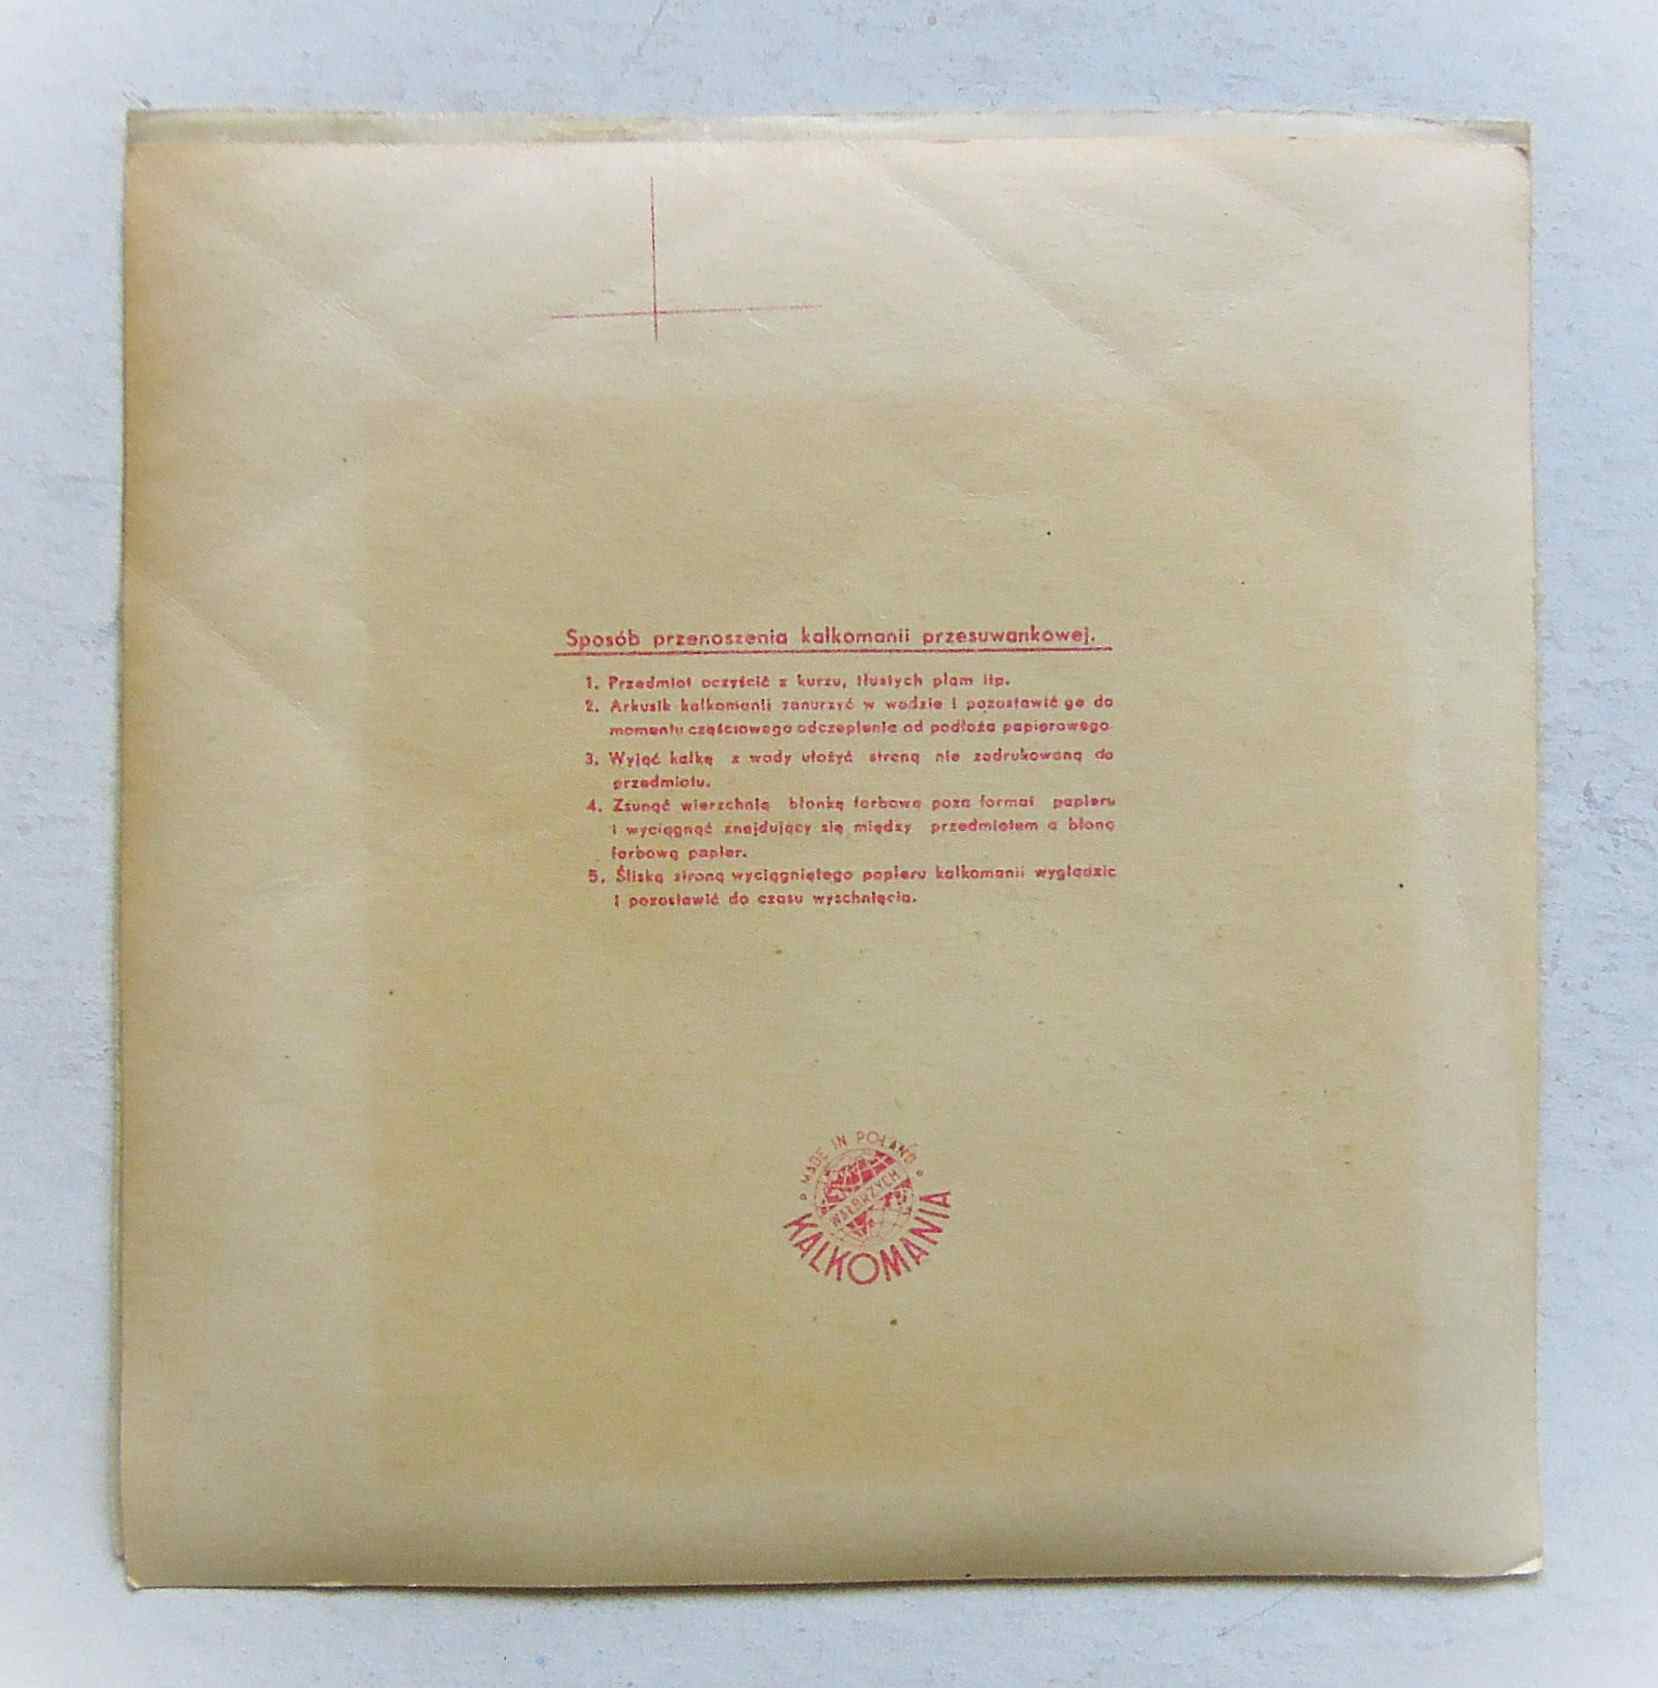 Sposób przenoszenia kalkomanii przesuwankowej.
1. Przedmiot oczyścić z kurzu, tłustych plam itp.
2. Arkusik kalkomanii zanurzyć w wodzie i pozostawić go do
momentu częściowego odczepienia od podłoża papierowego.
3. Wyjąć kalkę z wody ułożyć stroną nie zadrukowaną do
przedmiotu.
4. Zsunąć wierzchnią błonkę farbową poza format papieru
i wyciągnąć znajdujący się między przedmiotem a błoną
farbową papier.
5. Śliską stroną wyciągniętego papieru kalkomanii wygładzić
i pozostawić do czasu wyschnięcia.
MADE IN POLAND
WAŁBRZYCH
KALKOMANIA